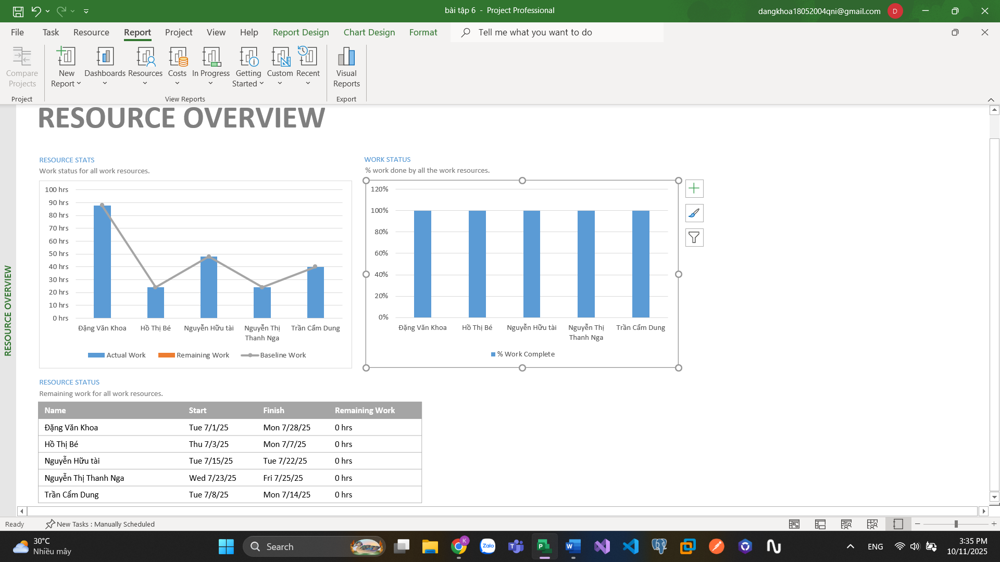 bài tập 6 - Project Professional
dangkhoa18052004qni@gmail.com
D
File Task Resource Report Project View Help Report Design Chart Design Format Tell me what you want to do
Compare Projects
New Report
Dashboards
Resources
Costs
In Progress
Getting Started
Custom
Recent
Visual Reports
Project
View Reports
Export
RESOURCE OVERVIEW
RESOURCE OVERVIEW
RESOURCE STATS
Work status for all work resources.
100 hrs
90 hrs
80 hrs
70 hrs
60 hrs
50 hrs
40 hrs
30 hrs
20 hrs
10 hrs
0 hrs
Đặng Văn Khoa
Hồ Thị Bé
Nguyễn Hữu tài
Nguyễn Thị Thanh Nga
Trần Cẩm Dung
Actual Work Remaining Work Baseline Work
WORK STATUS
% work done by all the work resources.
120%
100%
80%
60%
40%
20%
0%
Đặng Văn Khoa
Hồ Thị Bé
Nguyễn Hữu tài
Nguyễn Thị Thanh Nga
Trần Cẩm Dung
% Work Complete
RESOURCE STATUS
Remaining work for all work resources.
Name Start Finish Remaining Work
Đặng Văn Khoa Tue 7/1/25 Mon 7/28/25 0 hrs
Hồ Thị Bé Thu 7/3/25 Mon 7/7/25 0 hrs
Nguyễn Hữu tài Tue 7/15/25 Tue 7/22/25 0 hrs
Nguyễn Thị Thanh Nga Wed 7/23/25 Fri 7/25/25 0 hrs
Trần Cẩm Dung Tue 7/8/25 Mon 7/14/25 0 hrs
Ready New Tasks : Manually Scheduled
30°C
Nhiều mây
Search
K
Zalo
ENG
3:35 PM
10/11/2025